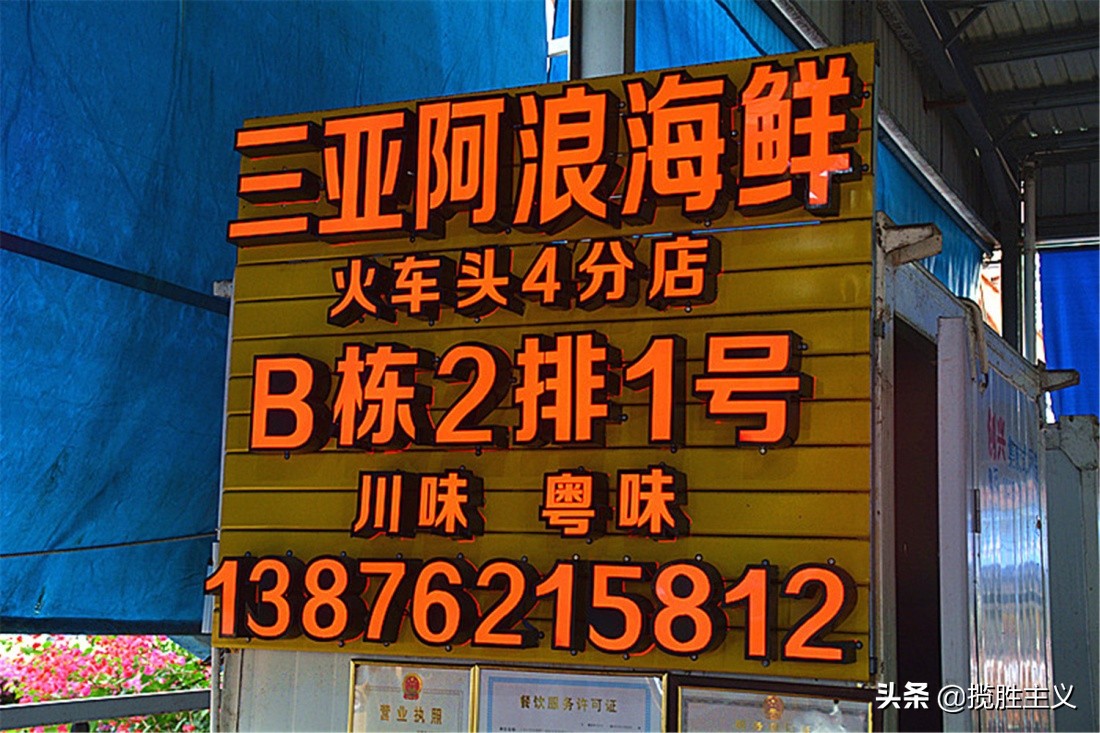 三亚阿浪海鲜
火车头4分店
B栋2排1号
川味 粤味
13876215812
营业执照
餐饮服务许可证
头条 @揽胜主义